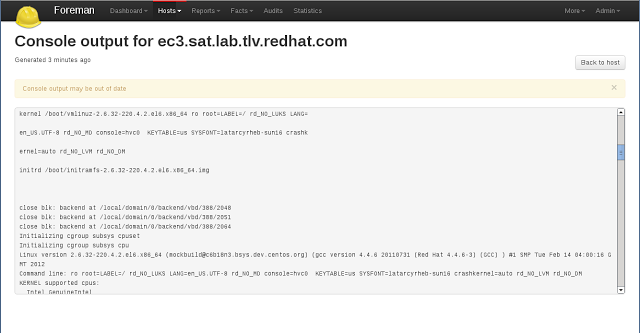 Foreman Dashboard Hosts Reports Facts Audits Statistics More Admin
Console output for ec3.sat.lab.tlv.redhat.com
Generated 3 minutes ago
Back to host
Console output may be out of date ×
kernel /boot/vmlinuz-2.6.32-220.4.2.el6.x86_64 ro root=LABEL=/ rd_NO_LUKS LANG=
en_US.UTF-8 rd_NO_MD console=hvc0 KEYTABLE=us SYSFONT=latarcyrheb-sun16 crashk
ernel=auto rd_NO_LVM rd_NO_DM
initrd /boot/initramfs-2.6.32-220.4.2.el6.x86_64.img
close blk: backend at /local/domain/0/backend/vbd/388/2048
close blk: backend at /local/domain/0/backend/vbd/388/2051
close blk: backend at /local/domain/0/backend/vbd/388/2064
Initializing cgroup subsys cpuset
Initializing cgroup subsys cpu
Linux version 2.6.32-220.4.2.el6.x86_64 (mockbuild@c6b18n3.bsys.dev.centos.org) (gcc version 4.4.6 20110731 (Red Hat 4.4.6-3) (GCC) ) #1 SMP Tue Feb 14 04:00:16 G
MT 2012
Command line: ro root=LABEL=/ rd_NO_LUKS LANG=en_US.UTF-8 rd_NO_MD console=hvc0 KEYTABLE=us SYSFONT=latarcyrheb-sun16 crashkernel=auto rd_NO_LVM rd_NO_DM
KERNEL supported cpus:
Intel GenuineIntel